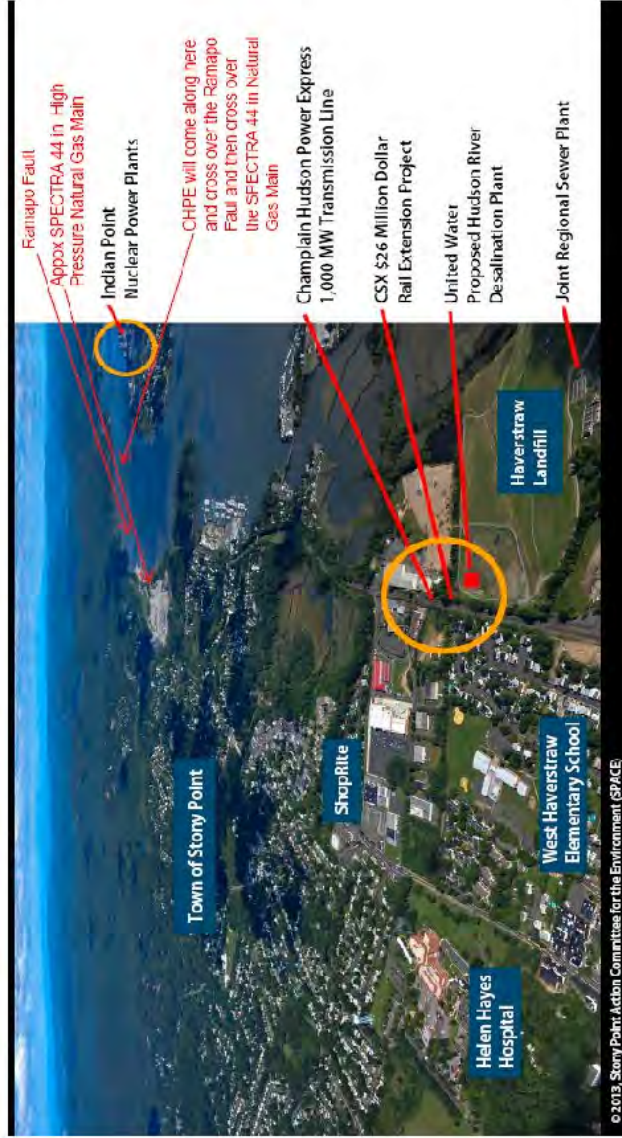 Ramapo Fault
Appox SPECTRA 44 in High
Pressure Natural Gas Main
Indian Point
Nuclear Power Plants
CHPE will come along here
and cross over the Ramapo
Faul and then cross over
the SPECTRA 44 in Natural
Gas Main
Champlain Hudson Power Express
1,000 MW Transmission Line
CSX $26 Million Dollar
Rail Extension Project
United Water
Proposed Hudson River
Desalination Plant
Joint Regional Sewer Plant
Town of Stony Point
ShopRite
Haverstraw
Landfill
West Haverstraw
Elementary School
Helen Hayes
Hospital
© 2013, Stony Point Action Committee for the Environment (SPACE)